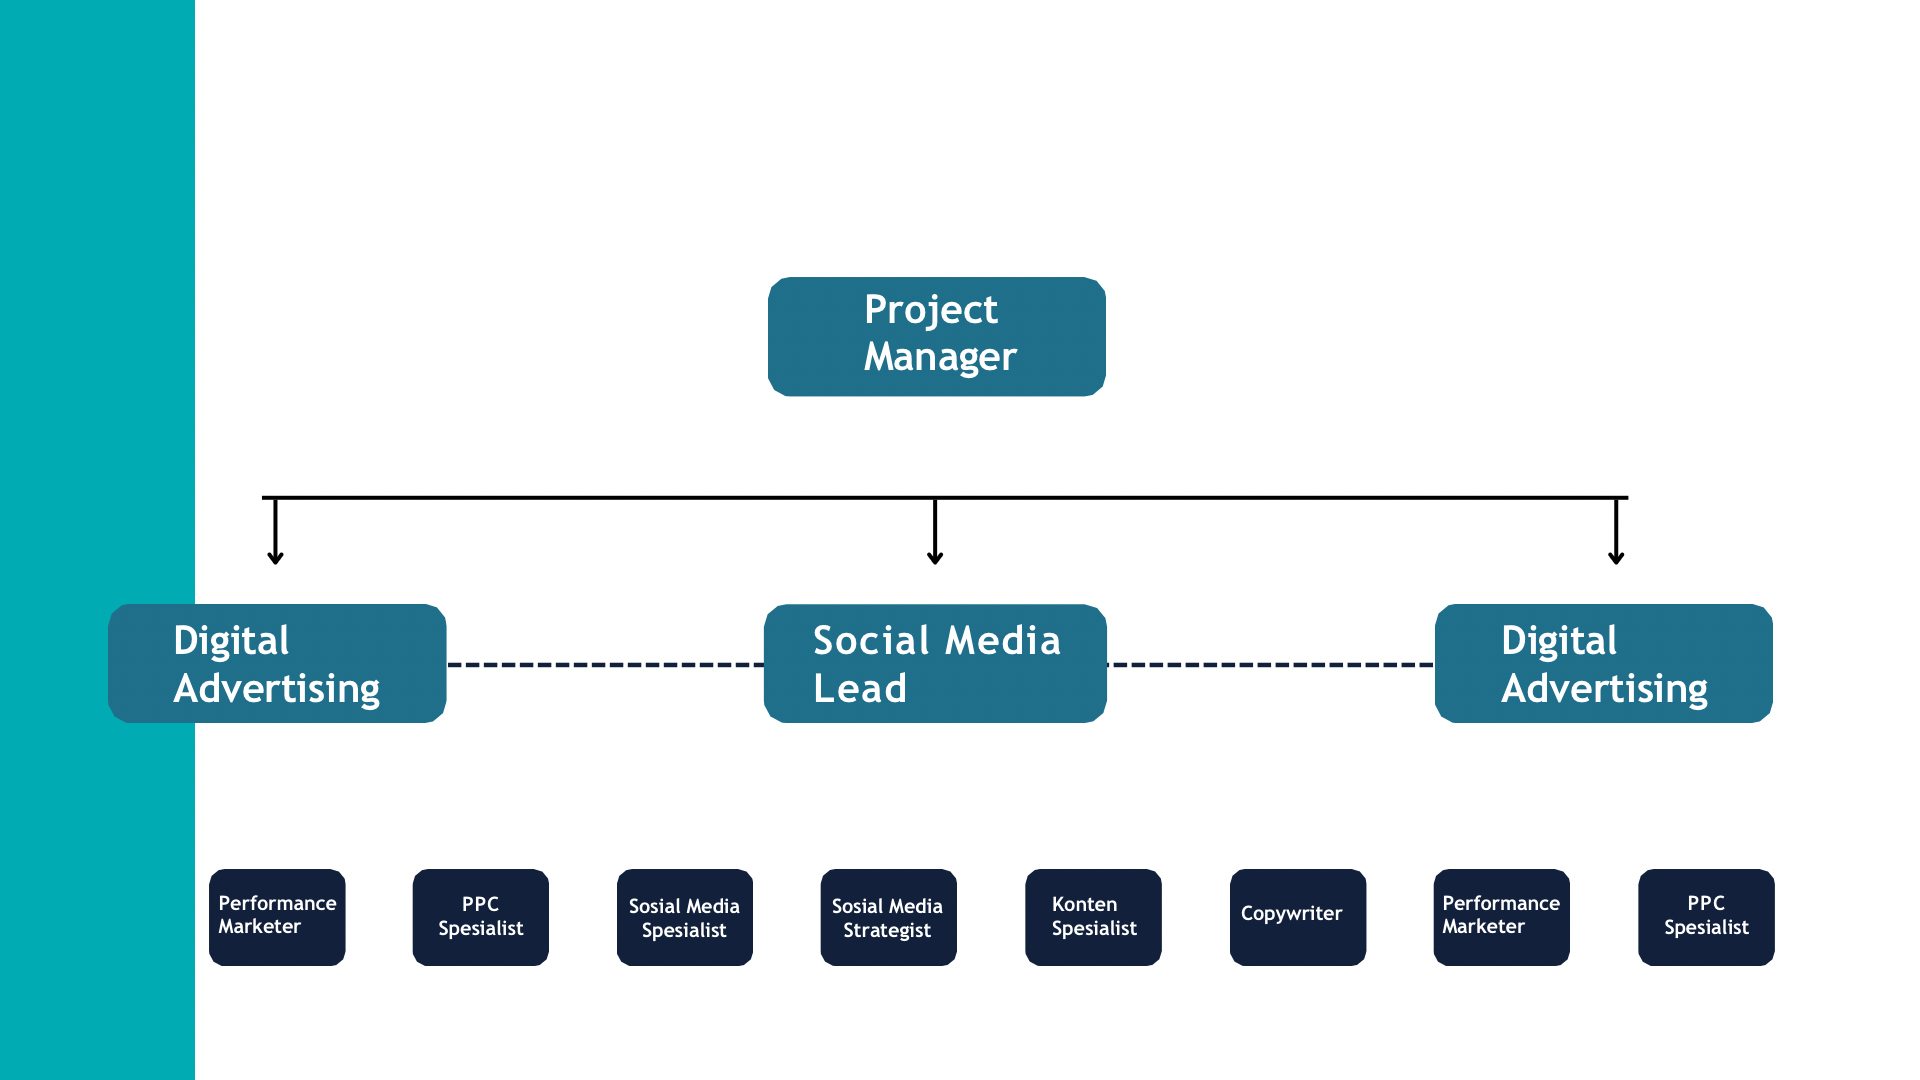 Project
Manager
Digital
Advertising
Social Media
Lead
Digital
Advertising
Performance
Marketer
PPC
Spesialist
Sosial Media
Spesialist
Sosial Media
Strategist
Konten
Spesialist
Copywriter
Performance
Marketer
PPC
Spesialist